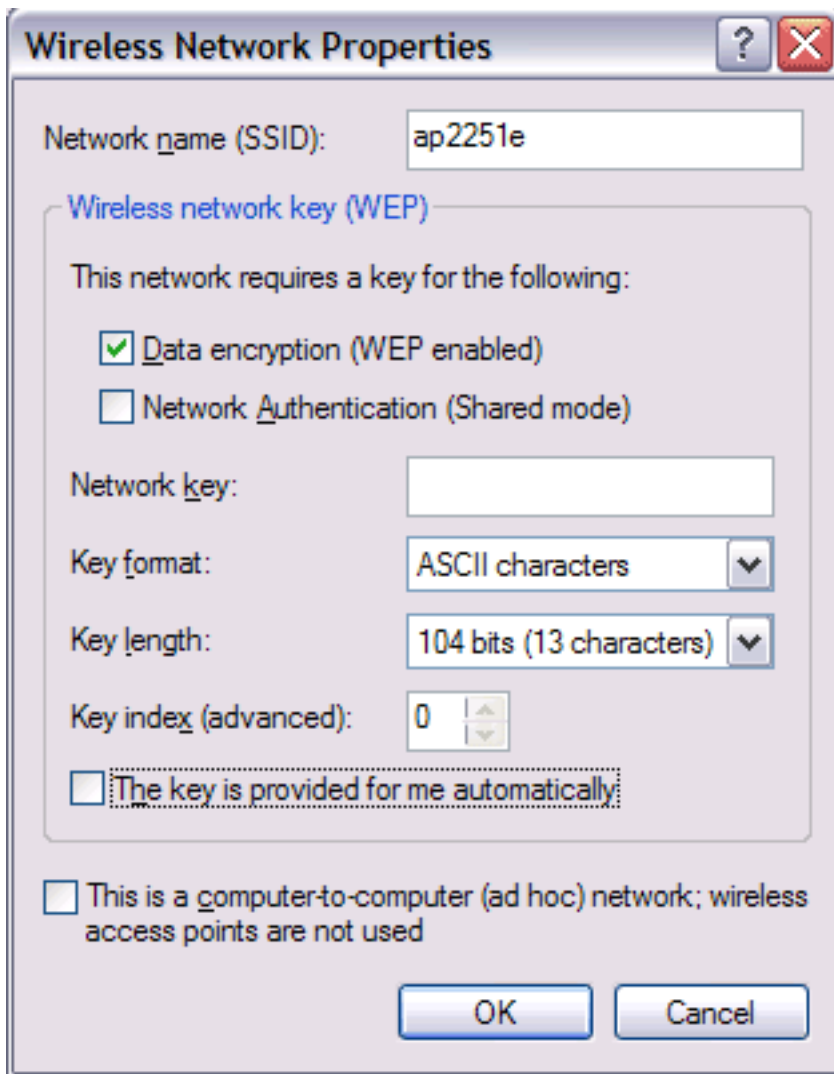 Wireless Network Properties
Network name (SSID): ap2251e
Wireless network key (WEP)
This network requires a key for the following:
Data encryption (WEP enabled)
Network Authentication (Shared mode)
Network key:
Key format: ASCII characters
Key length: 104 bits (13 characters)
Key index (advanced): 0
The key is provided for me automatically
This is a computer-to-computer (ad hoc) network; wireless
access points are not used
OK Cancel